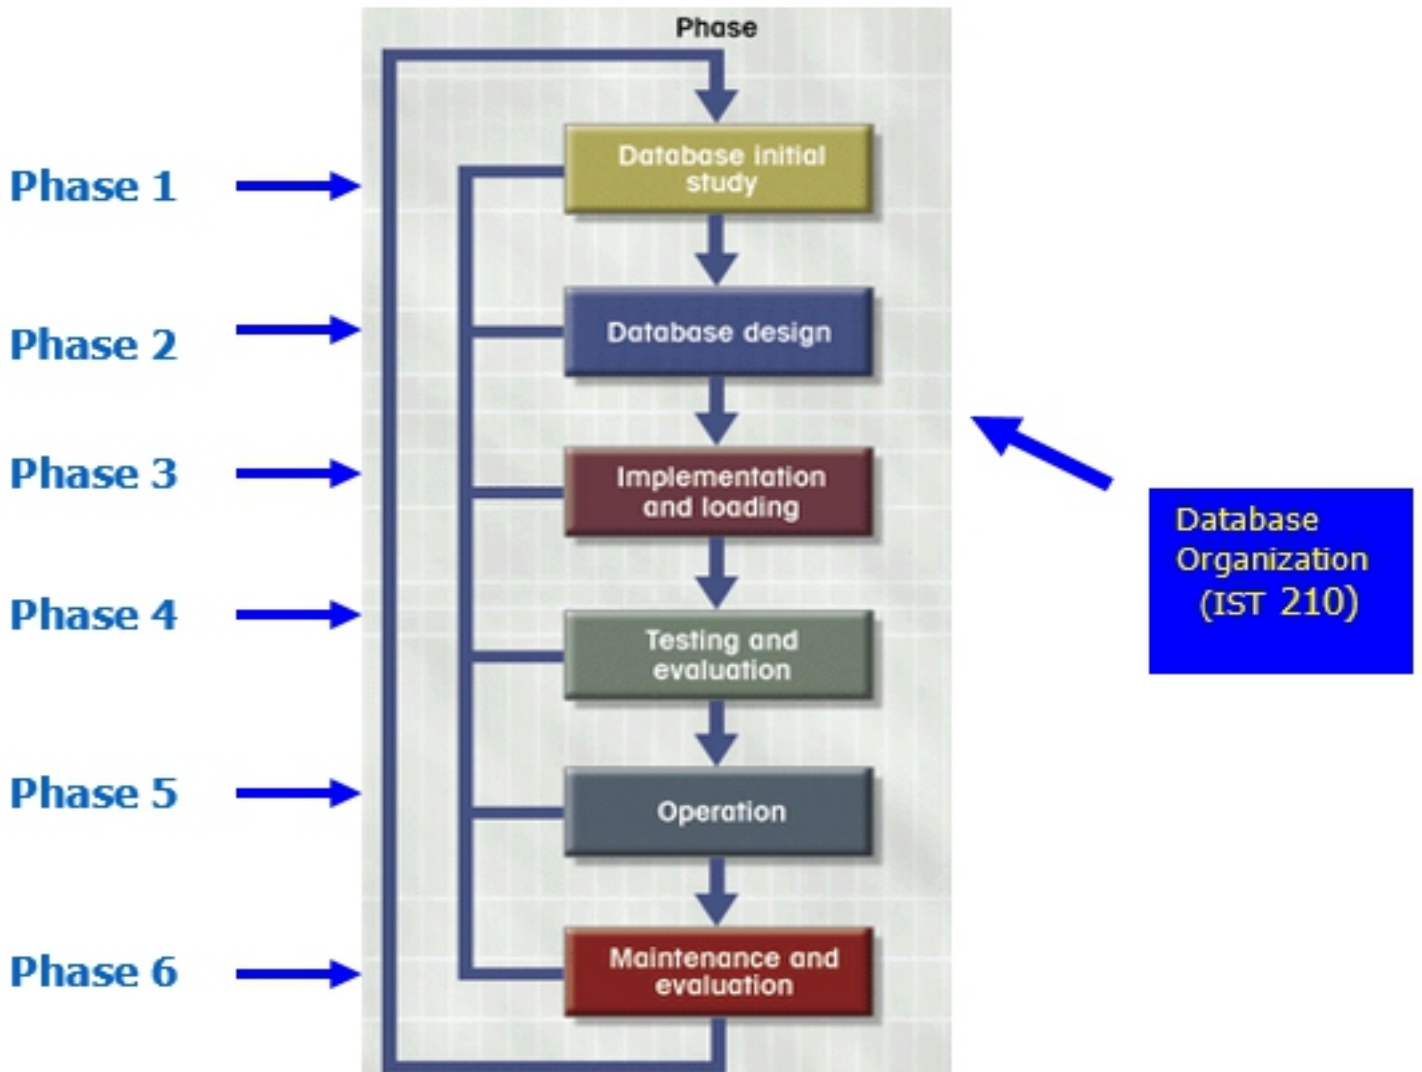 Phase
Phase 1
Database initial
study
Phase 2
Database design
Phase 3
Implementation
and loading
Phase 4
Testing and
evaluation
Phase 5
Operation
Phase 6
Maintenance and
evaluation
Database
Organization
(IST 210)